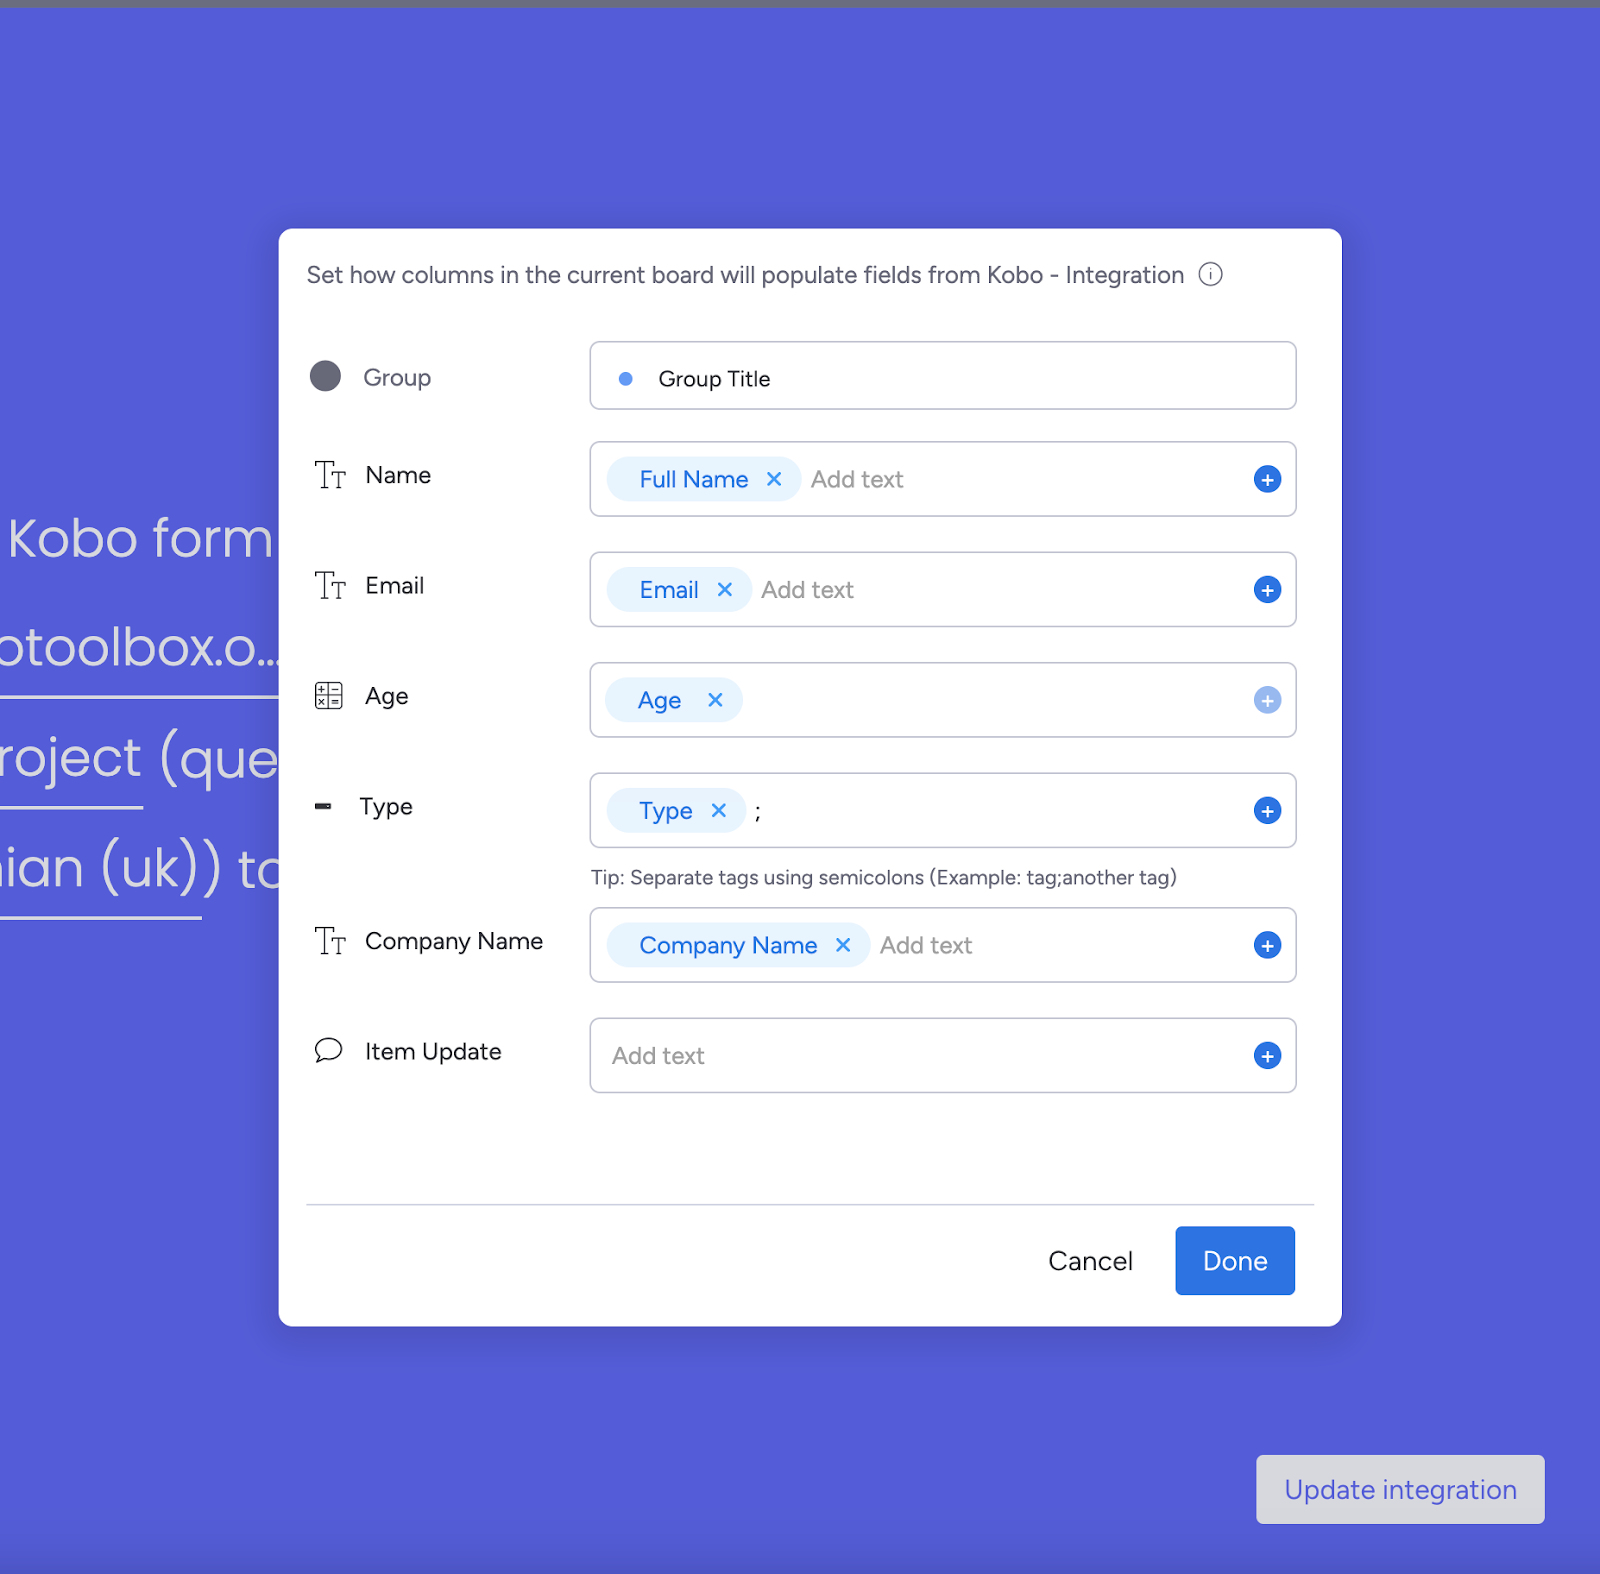 Set how columns in the current board will populate fields from Kobo - Integration
Group
Group Title
Name
Full Name × Add text
Kobo form
Email
Email × Add text
otoolbox.o...
Age
Age ×
roject (que
Type
Type × ;
Tip: Separate tags using semicolons (Example: tag;another tag)
ian (uk)) to
Company Name
Company Name × Add text
Item Update
Add text
Cancel
Done
Update integration